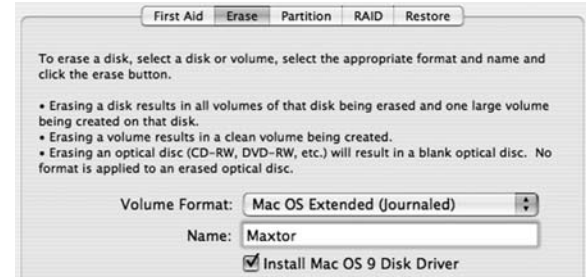 First Aid Erase Partition RAID Restore
To erase a disk, select a disk or volume, select the appropriate format and name and
click the erase button.
• Erasing a disk results in all volumes of that disk being erased and one large volume
being created on that disk.
• Erasing a volume results in a clean volume being created.
• Erasing an optical disc (CD-RW, DVD-RW, etc.) will result in a blank optical disc. No
format is applied to an erased optical disc.
Volume Format: Mac OS Extended (Journaled)
Name: Maxtor
Install Mac OS 9 Disk Driver